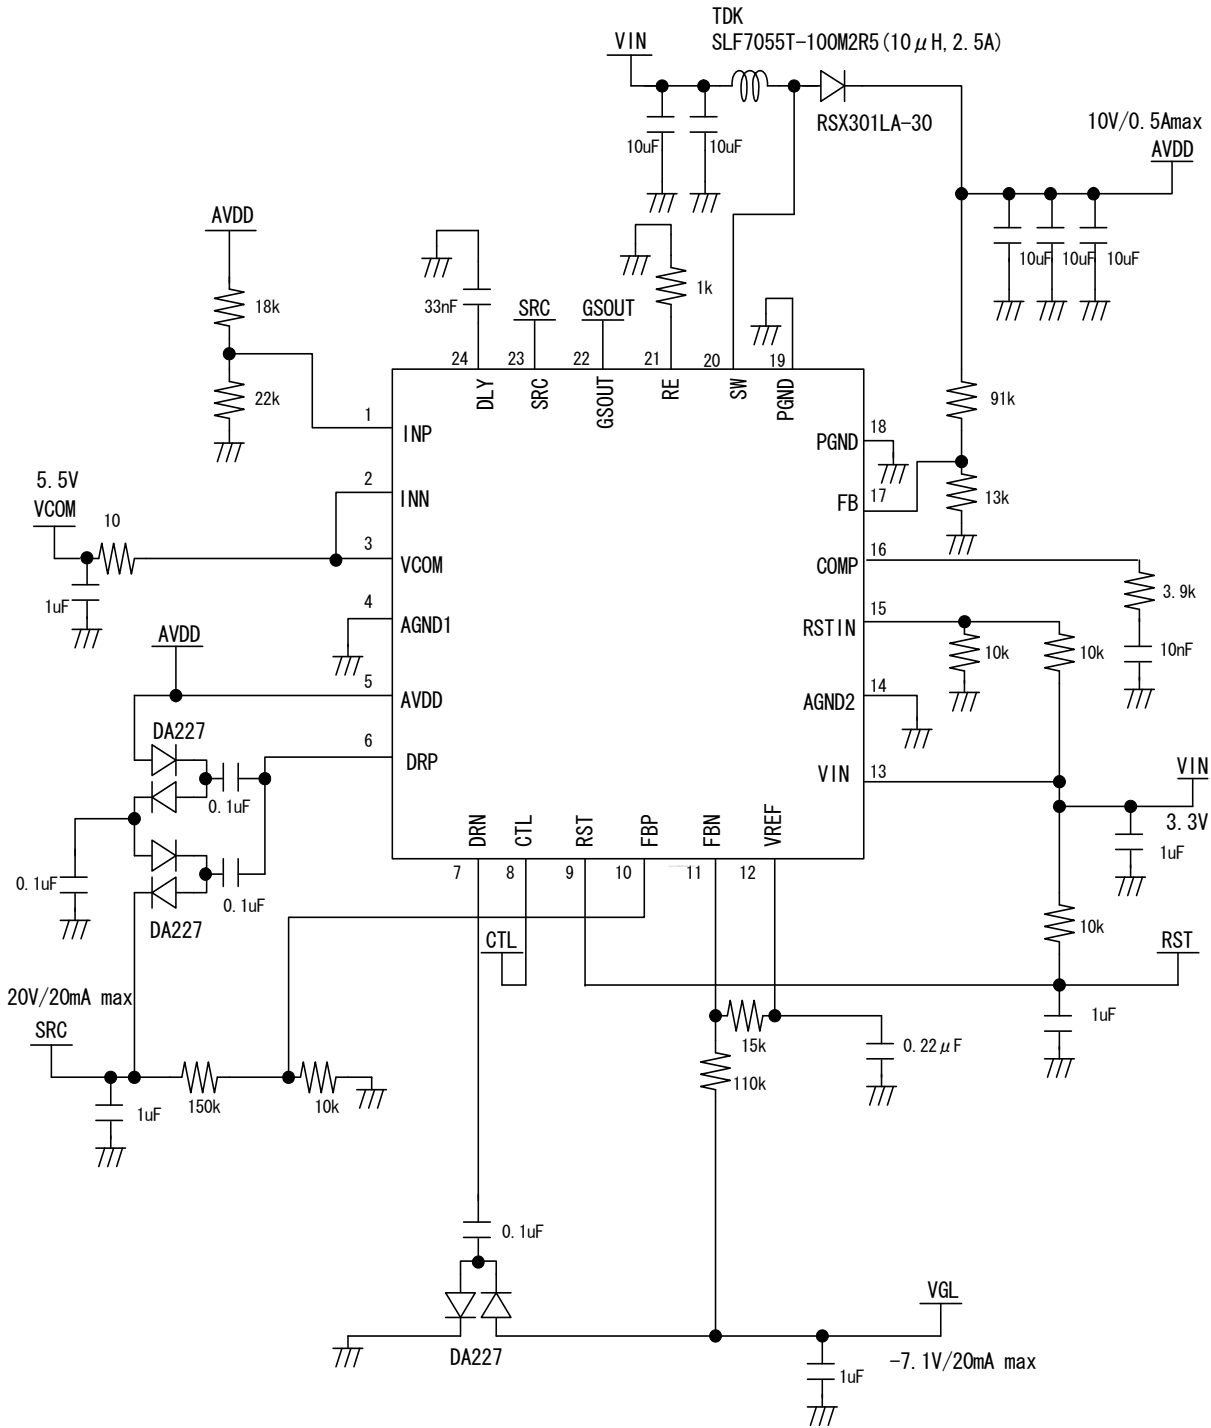 TDK
SLF7055T-100M2R5(10μH, 2.5A)
VIN
RSX301LA-30
10uF
10uF
10V/0.5Amax
AVDD
10uF
10uF
10uF
AVDD
18k
22k
33nF
SRC
GSOUT
1k
24
23
22
21
20
19
DLY
SRC
GSOUT
RE
SW
PGND
91k
13k
1
INP
18
PGND
5.5V
VCOM
10
1uF
2
INN
17
FB
3
VCOM
16
COMP
3.9k
10nF
4
AGND1
15
RSTIN
10k
10k
AVDD
5
AVDD
14
AGND2
DA227
6
DRP
0.1uF
13
VIN
VIN
3.3V
1uF
0.1uF
0.1uF
DA227
DRN
CTL
RST
FBP
FBN
VREF
7
8
9
10
11
12
10k
CTL
RST
20V/20mA max
SRC
1uF
150k
10k
15k
110k
0.22μF
1uF
0.1uF
DA227
VGL
-7.1V/20mA max
1uF